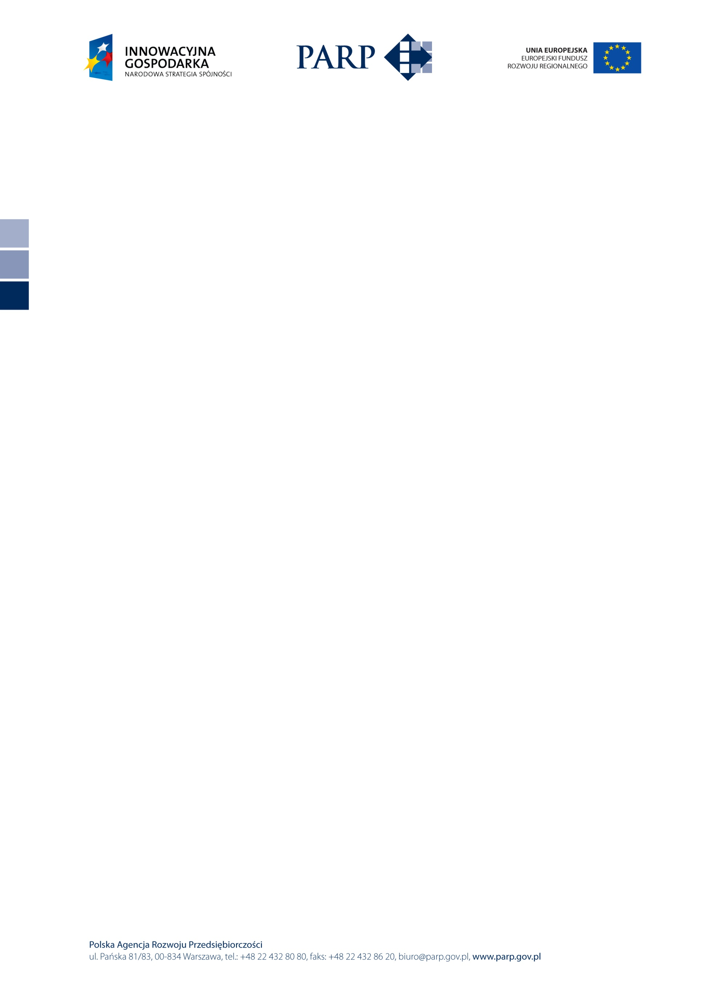 INNOWACYJNA
GOSPODARKA
NARODOWA STRATEGIA SPÓJNOŚCI
PARP
UNIA EUROPEJSKA
EUROPEJSKI FUNDUSZ
ROZWOJU REGIONALNEGO
Polska Agencja Rozwoju Przedsiębiorczości
ul. Pańska 81/83, 00-834 Warszawa, tel.: +48 22 432 80 80, faks: +48 22 432 86 20, biuro@parp.gov.pl, www.parp.gov.pl